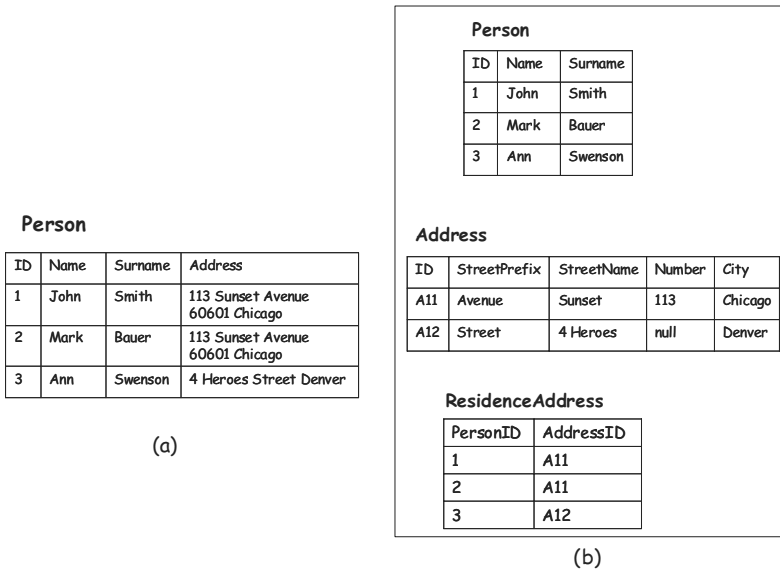 Person
ID Name Surname Address
1 John Smith 113 Sunset Avenue
60601 Chicago
2 Mark Bauer 113 Sunset Avenue
60601 Chicago
3 Ann Swenson 4 Heroes Street Denver
(a)
Person
ID Name Surname
1 John Smith
2 Mark Bauer
3 Ann Swenson
Address
ID StreetPrefix StreetName Number City
A11 Avenue Sunset 113 Chicago
A12 Street 4 Heroes null Denver
ResidenceAddress
PersonID AddressID
1 A11
2 A11
3 A12
(b)